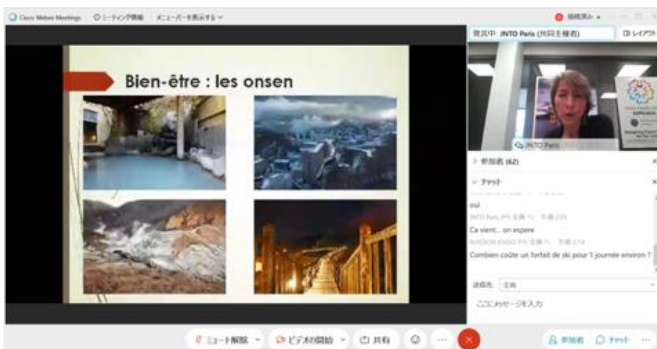 Cisco Webex Meetings
ミーティング情報
メニューバーを表示する
接続済み
発言中: JNTO Paris (共同主催者)
レイアウト
Bien-être : les onsen
JNTO Paris
参加者 (62)
チャット
oui
Ca vient... on espere
Combien coûte un forfait de ski pour 1 journée environ ?
送信先:
全員
ここにメッセージを入力
ミュート解除
ビデオの開始
共有
参加者
チャット